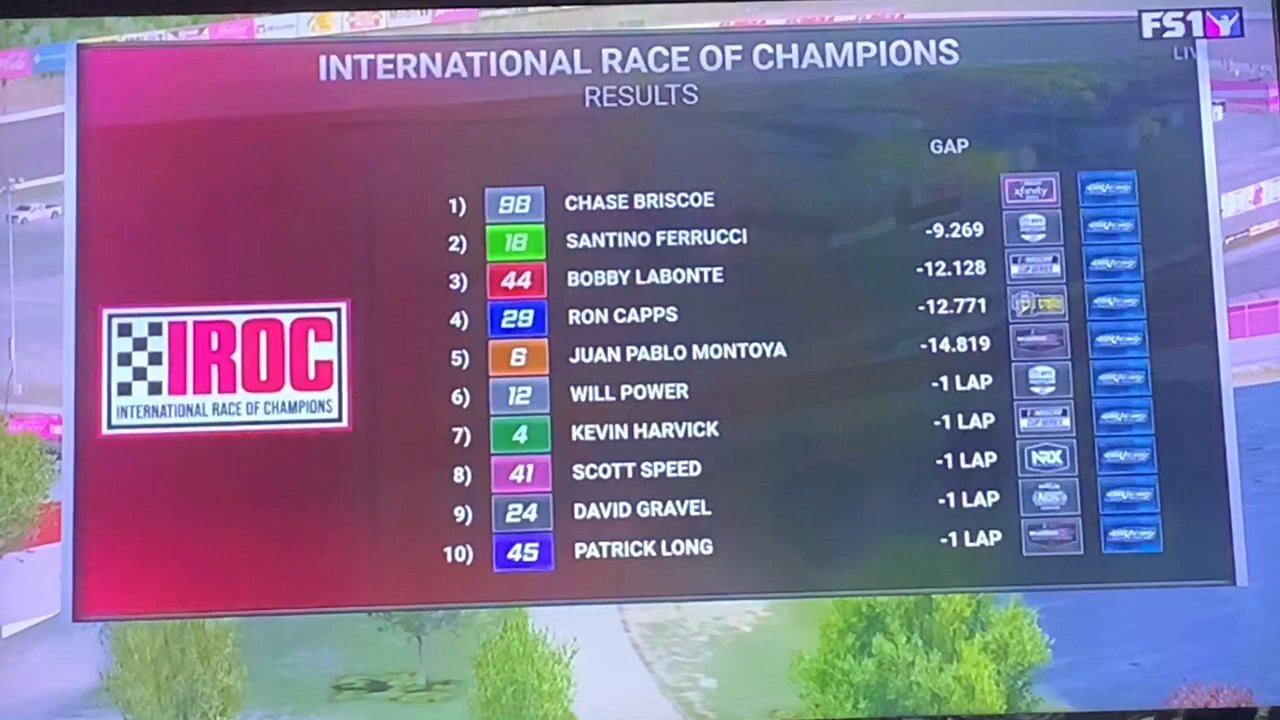 FS1
LIV
INTERNATIONAL RACE OF CHAMPIONS
RESULTS
GAP
1) 98 CHASE BRISCOE xfinity
2) 18 SANTINO FERRUCCI -9.269
3) 44 BOBBY LABONTE -12.128
4) 29 RON CAPPS -12.771
5) 6 JUAN PABLO MONTOYA -14.819
6) 12 WILL POWER -1 LAP
7) 4 KEVIN HARVICK -1 LAP
8) 41 SCOTT SPEED -1 LAP NRX
9) 24 DAVID GRAVEL -1 LAP
10) 45 PATRICK LONG -1 LAP
IROC
INTERNATIONAL RACE OF CHAMPIONS